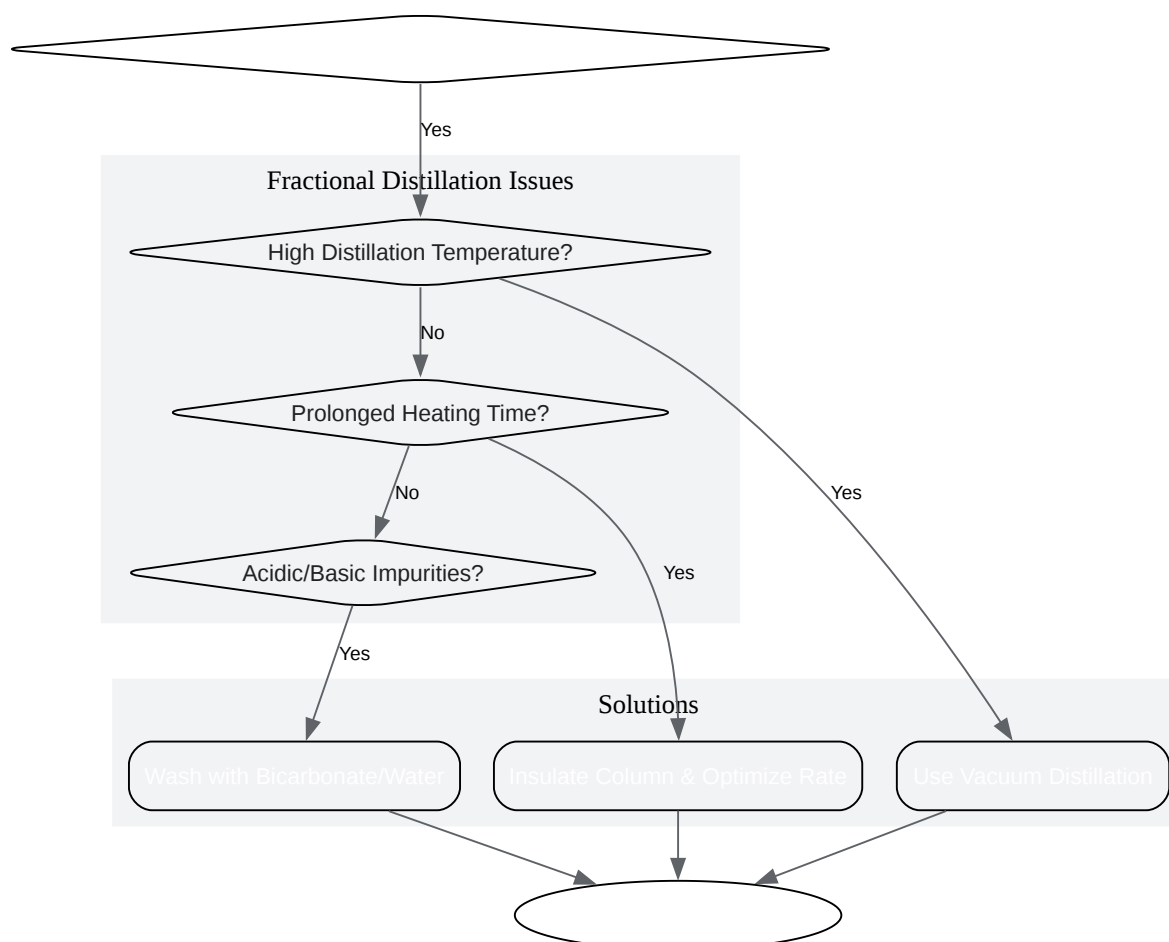 Yes
Fractional Distillation Issues
High Distillation Temperature?
No
Prolonged Heating Time?
No
Yes
Acidic/Basic Impurities?
Yes
Yes
Solutions
Wash with Bicarbonate/Water
Insulate Column & Optimize Rate
Use Vacuum Distillation